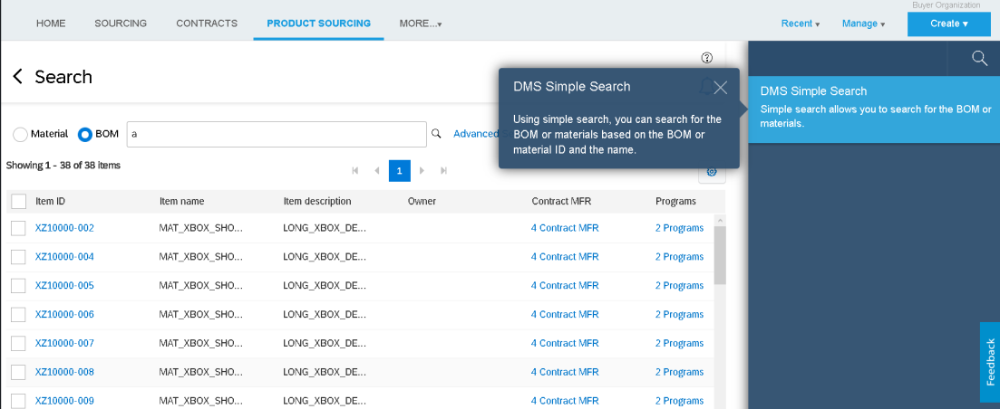 Buyer Organization
HOME SOURCING CONTRACTS PRODUCT SOURCING MORE... Recent Manage Create
Search
DMS Simple Search
Using simple search, you can search for the
BOM or materials based on the BOM or
material ID and the name.
DMS Simple Search
Simple search allows you to search for the BOM or
materials.
Material BOM a Advanced
Showing 1 - 38 of 38 items
1
Item ID Item name Item description Owner Contract MFR Programs
XZ10000-002 MAT_XBOX_SHO... LONG_XBOX_DE... 4 Contract MFR 2 Programs
XZ10000-004 MAT_XBOX_SHO... LONG_XBOX_DE... 4 Contract MFR 2 Programs
XZ10000-005 MAT_XBOX_SHO... LONG_XBOX_DE... 4 Contract MFR 2 Programs
XZ10000-006 MAT_XBOX_SHO... LONG_XBOX_DE... 4 Contract MFR 2 Programs
XZ10000-007 MAT_XBOX_SHO... LONG_XBOX_DE... 4 Contract MFR 2 Programs
XZ10000-008 MAT_XBOX_SHO... LONG_XBOX_DE... 4 Contract MFR 2 Programs
XZ10000-009 MAT_XBOX_SHO... LONG_XBOX_DE... 4 Contract MFR 2 Programs
Feedback